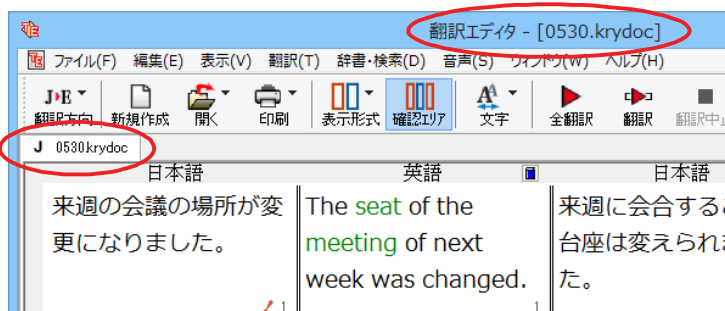 翻訳エディタ - [0530.krydoc]
ファイル(F) 編集(E) 表示(V) 翻訳(T) 辞書・検索(D) 音声(S) ウィンドウ(W) ヘルプ(H)
J▸E 翻訳方向 新規作成 開く 印刷 表示形式 確認エリア 文字 全翻訳 翻訳 翻訳中止
J 0530.krydoc
日本語 英語 日本語
来週の会議の場所が変 The seat of the 来週に会合する
更になりました。 meeting of next 台座は変えられ
week was changed. た。
1 1